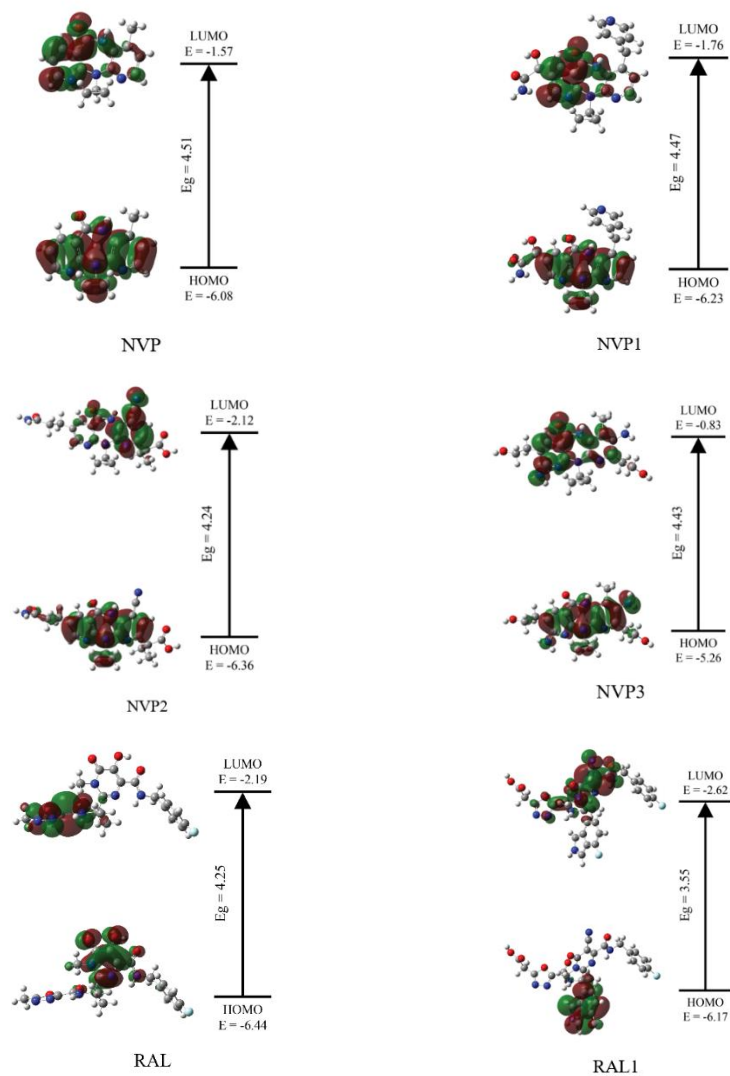 LUMO
E = -1.57
Eg = 4.51
HOMO
E = -6.08
NVP
LUMO
E = -1.76
Eg = 4.47
HOMO
E = -6.23
NVP1
LUMO
E = -2.12
Eg = 4.24
HOMO
E = -6.36
NVP2
LUMO
E = -0.83
Eg = 4.43
HOMO
E = -5.26
NVP3
LUMO
E = -2.19
Eg = 4.25
HOMO
E = -6.44
RAL
LUMO
E = -2.62
Eg = 3.55
HOMO
E = -6.17
RAL1